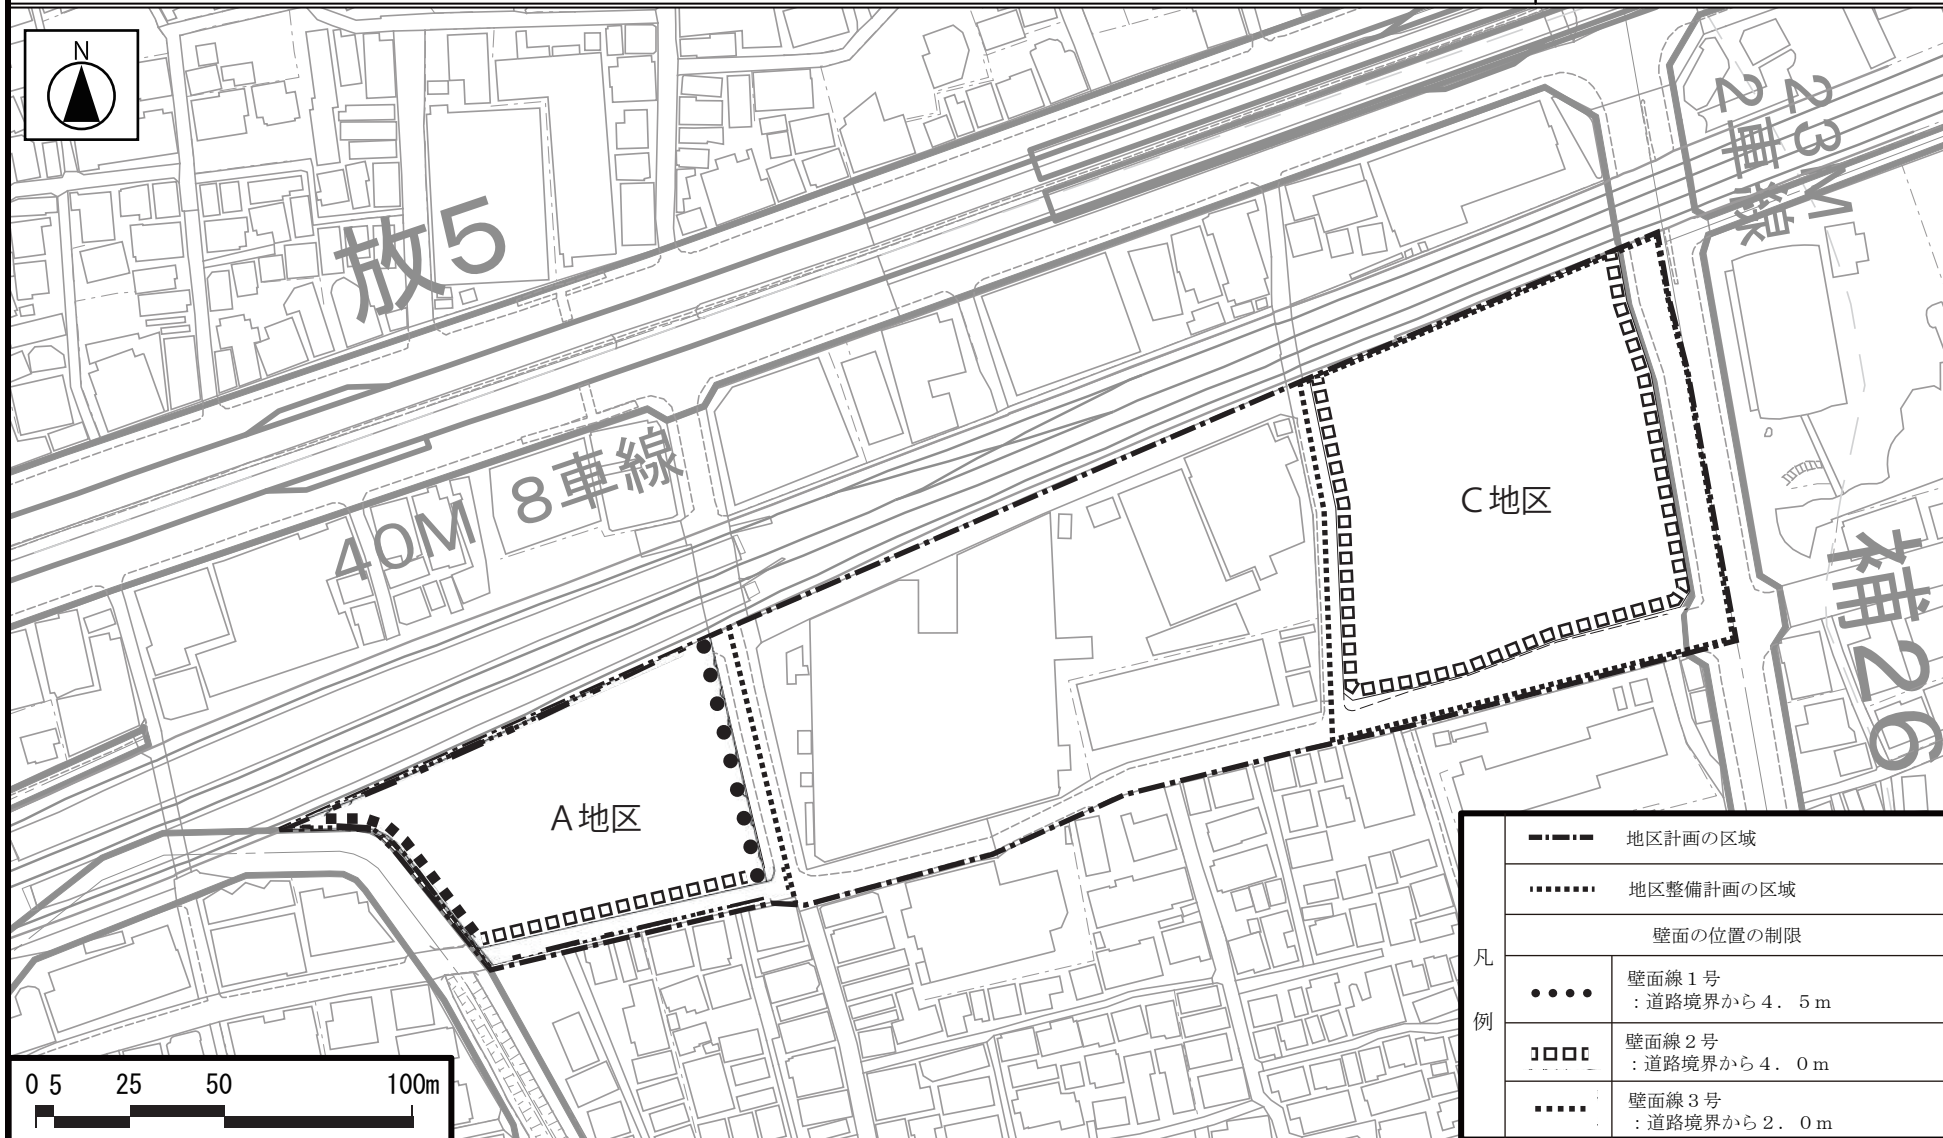 N
放5
40M 8車線
23M
2車線
補26
C地区
A地区
凡例
地区計画の区域
地区整備計画の区域
壁面の位置の制限
壁面線1号
：道路境界から4．5m
壁面線2号
：道路境界から4．0m
壁面線3号
：道路境界から2．0m
0 5 25 50 100m